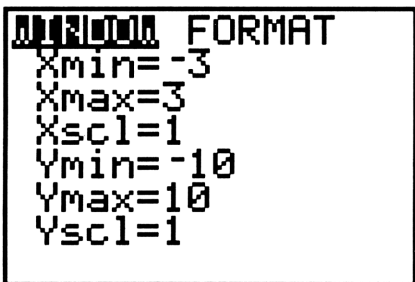 WINDOW FORMAT
Xmin=-3
Xmax=3
Xscl=1
Ymin=-10
Ymax=10
Yscl=1